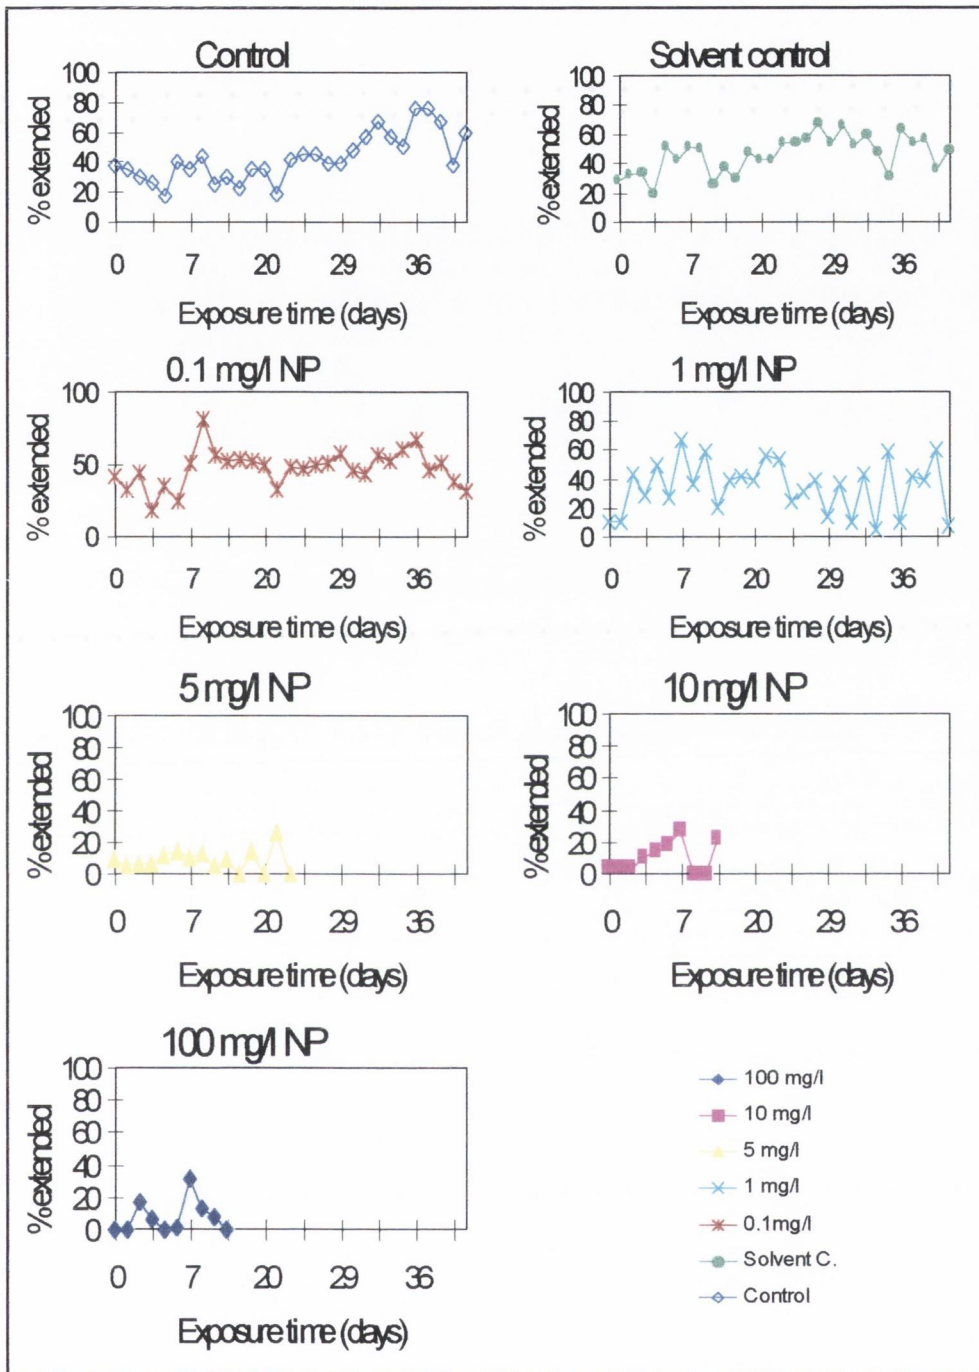 Control
100
80
60
40
20
0
%extended
0 7 20 29 36
Exposure time (days)
Solvent control
100
80
60
40
20
0
%extended
0 7 20 29 36
Exposure time (days)
0.1 mg/l NP
100
50
0
%extended
0 7 20 29 36
Exposure time (days)
1 mg/l NP
100
80
60
40
20
0
%extended
0 7 20 29 36
Exposure time (days)
5 mg/l NP
100
80
60
40
20
0
%extended
0 7 20 29 36
Exposure time (days)
10 mg/l NP
100
80
60
40
20
0
%extended
0 7 20 29 36
Exposure time (days)
100 mg/l NP
100
80
60
40
20
0
%extended
0 7 20 29 36
Exposure time (days)
100 mg/l
10 mg/l
5 mg/l
1 mg/l
0.1mg/l
Solvent C.
Control